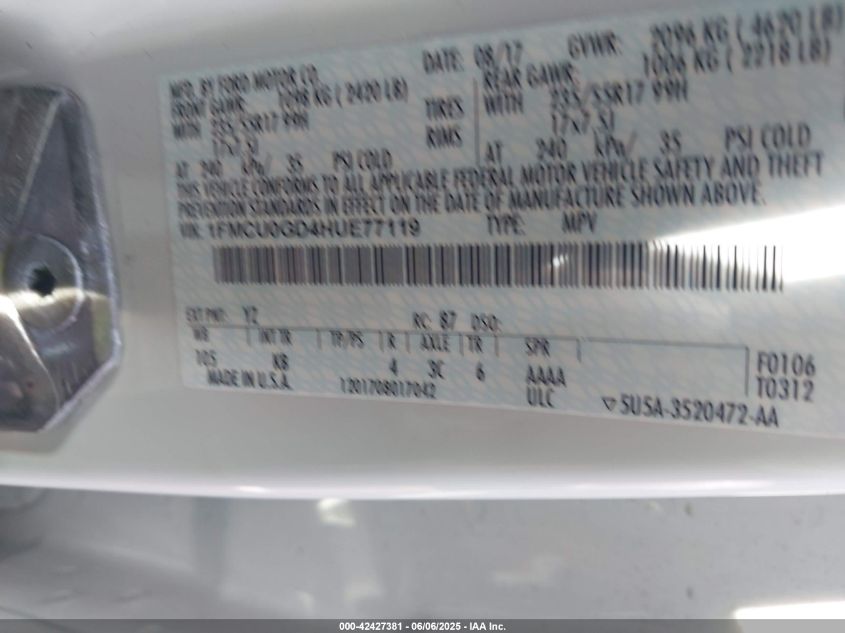 MFD. BY FORD MOTOR CO.
DATE: 08/17 GVWR: 2096 KG ( 4620 LB)
FRONT GAWR: 1098 KG ( 2420 LB)
REAR GAWR: 1006 KG ( 2218 LB)
WITH 235/55R17 99H TIRES WITH 235/55R17 99H
17x7.5J RIMS 17x7.5J
AT 240 kPa/ 35 PSI COLD AT 240 kPa/ 35 PSI COLD
THIS VEHICLE CONFORMS TO ALL APPLICABLE FEDERAL MOTOR VEHICLE SAFETY AND THEFT
PREVENTION STANDARDS IN EFFECT ON THE DATE OF MANUFACTURE SHOWN ABOVE.
VIN: 1FMCU0GD4HUE77119 TYPE: MPV
EXT PNT: YZ RC: 87 DSO:
WB INT TR TP/PS R AXLE TR SPR
105 KB 4 3C 6 AAAA
F0106
T0312
MADE IN U.S.A. 1201708017042 ULC
5U5A-3520472-AA
000-42427381 - 06/06/2025 - IAA Inc.